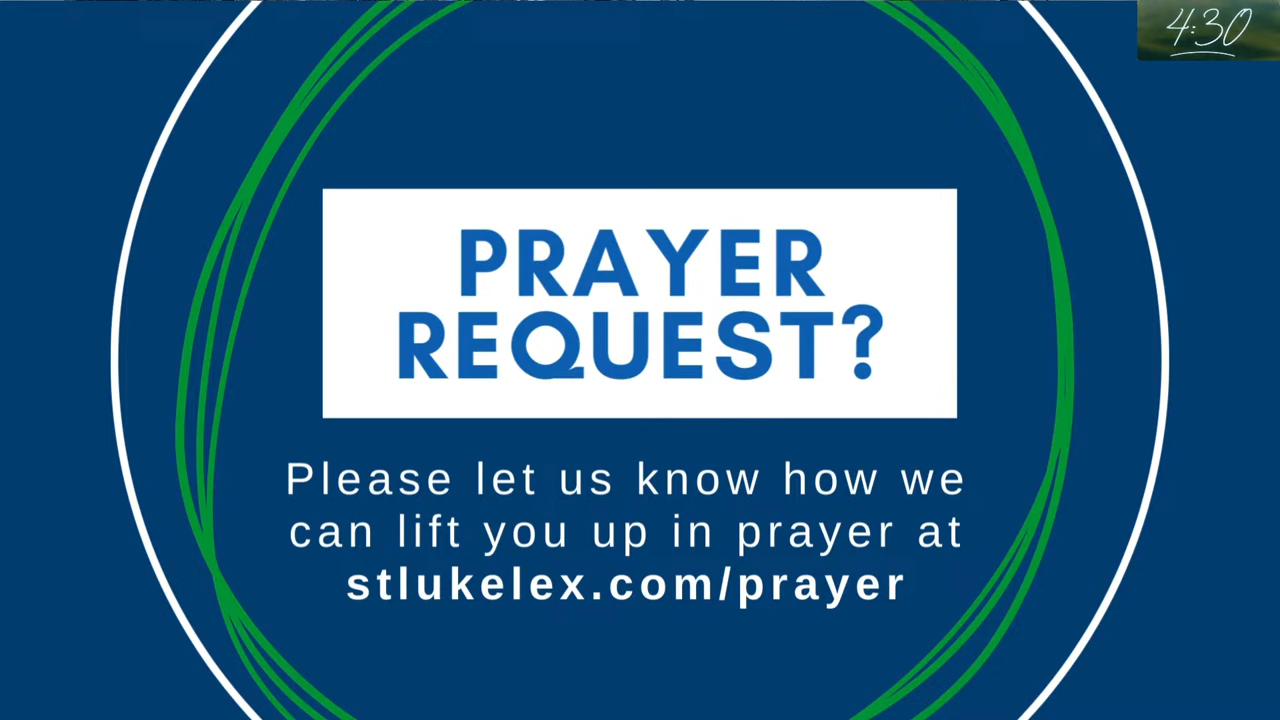 4:30
PRAYER
REQUEST?
Please let us know how we
can lift you up in prayer at
stlukelex.com/prayer